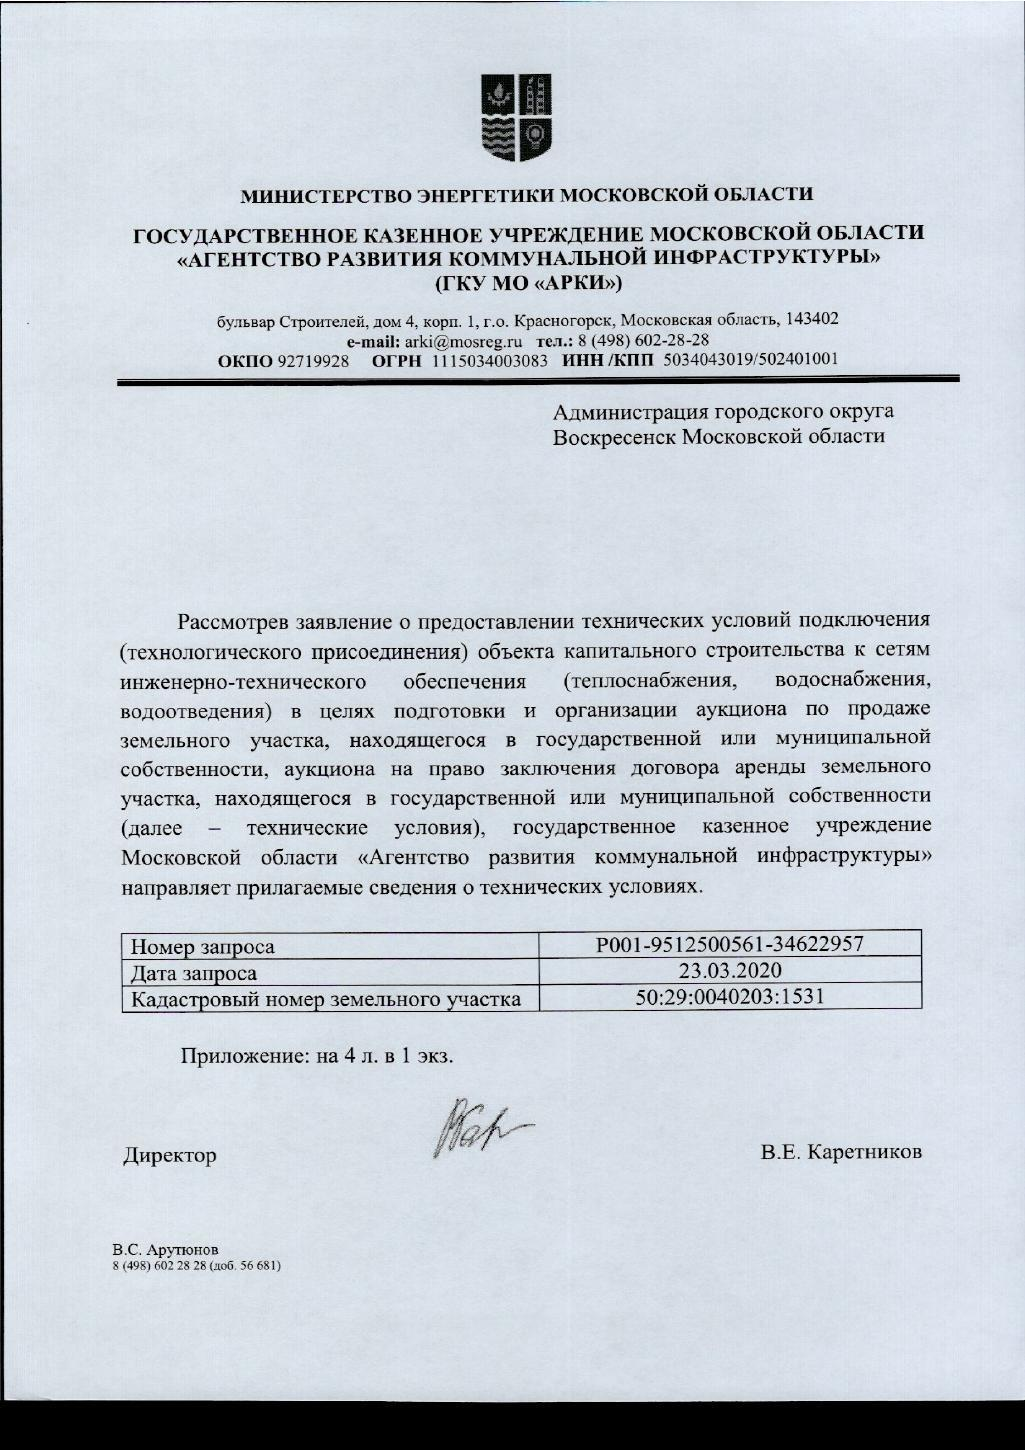 МИНИСТЕРСТВО ЭНЕРГЕТИКИ МОСКОВСКОЙ ОБЛАСТИ
ГОСУДАРСТВЕННОЕ КАЗЕННОЕ УЧРЕЖДЕНИЕ МОСКОВСКОЙ ОБЛАСТИ
«АГЕНТСТВО РАЗВИТИЯ КОММУНАЛЬНОЙ ИНФРАСТРУКТУРЫ»
(ГКУ МО «АРКИ»)
бульвар Строителей, дом 4, корп. 1, г.о. Красногорск, Московская область, 143402
e-mail: arki@mosreg.ru тел.: 8 (498) 602-28-28
ОКПО 92719928 ОГРН 1115034003083 ИНН /КПП 5034043019/502401001
Администрация городского округа
Воскресенск Московской области
Рассмотрев заявление о предоставлении технических условий подключения
(технологического присоединения) объекта капитального строительства к сетям
инженерно-технического обеспечения (теплоснабжения, водоснабжения,
водоотведения) в целях подготовки и организации аукциона по продаже
земельного участка, находящегося в государственной или муниципальной
собственности, аукциона на право заключения договора аренды земельного
участка, находящегося в государственной или муниципальной собственности
(далее – технические условия), государственное казенное учреждение
Московской области «Агентство развития коммунальной инфраструктуры»
направляет прилагаемые сведения о технических условиях.
Номер запроса P001-9512500561-34622957
Дата запроса 23.03.2020
Кадастровый номер земельного участка 50:29:0040203:1531
Приложение: на 4 л. в 1 экз.
Директор В.Е. Каретников
В.С. Арутюнов
8 (498) 602 28 28 (доб. 56 681)